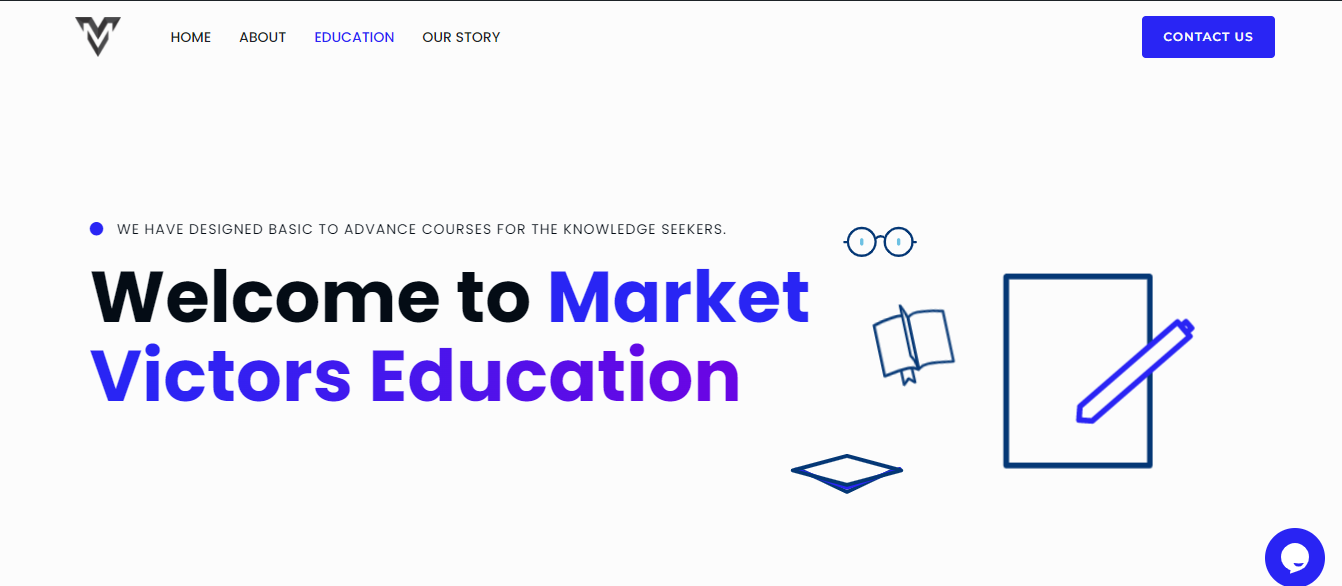 HOME ABOUT EDUCATION OUR STORY CONTACT US
WE HAVE DESIGNED BASIC TO ADVANCE COURSES FOR THE KNOWLEDGE SEEKERS.
Welcome to Market
Victors Education